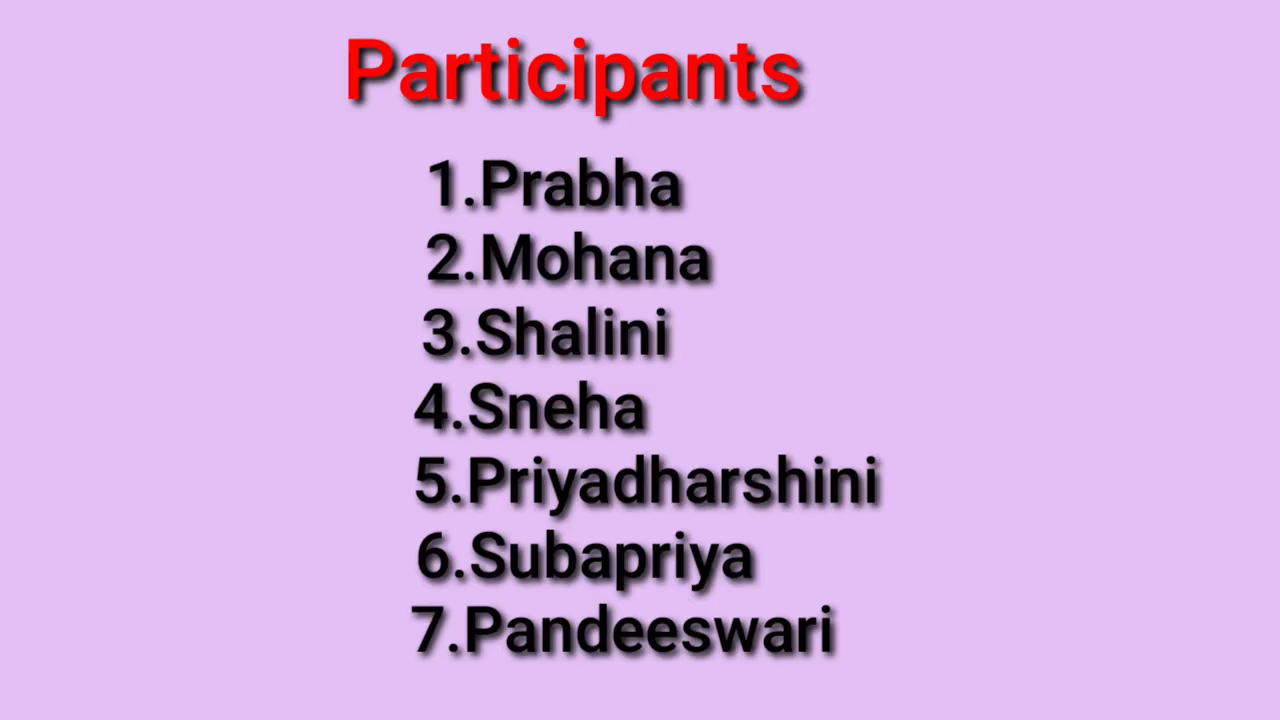 Participants
1.Prabha
2.Mohana
3.Shalini
4.Sneha
5.Priyadharshini
6.Subapriya
7.Pandeeswari